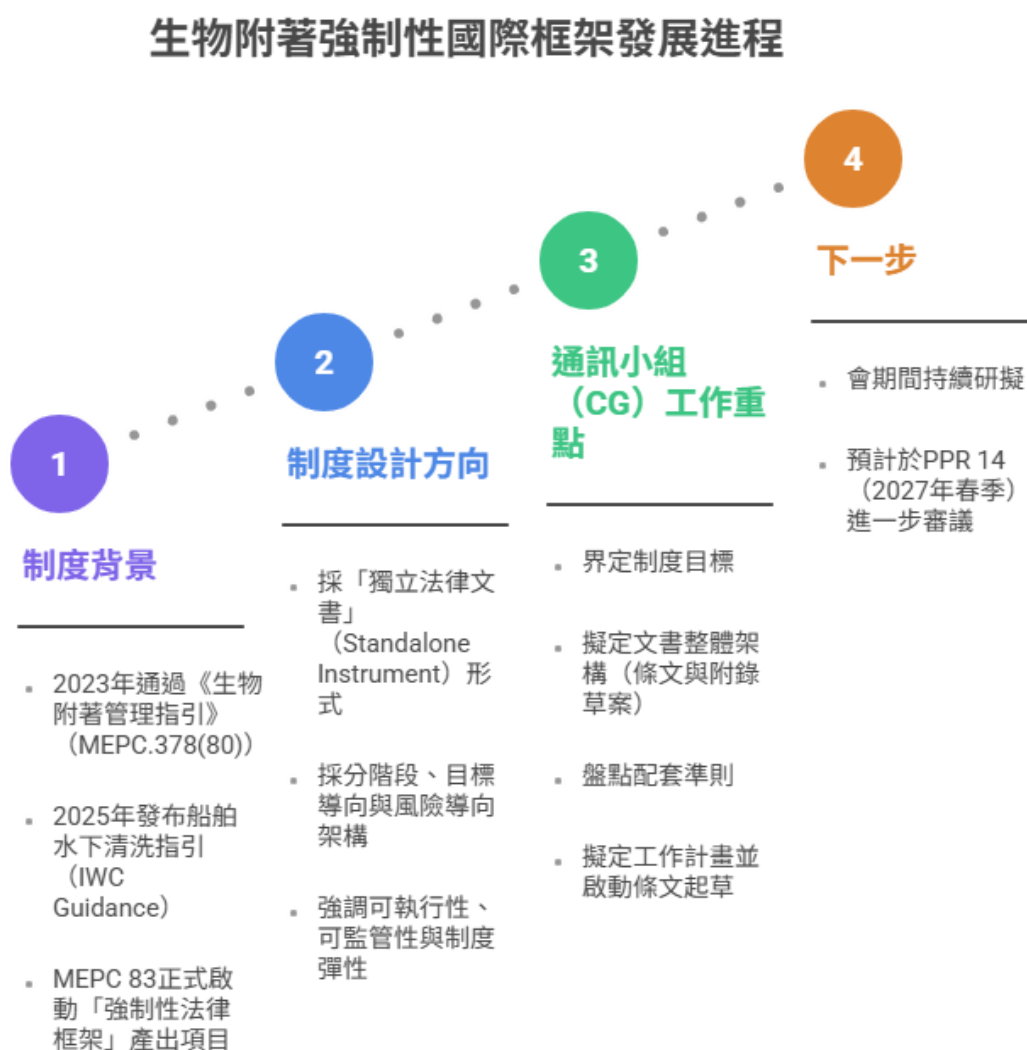 生物附著強制性國際框架發展進程
1
制度背景
2023年通過《生物
附著管理指引》
（MEPC.378(80)）
2025年發布船舶
水下清洗指引
（IWC
Guidance）
MEPC 83正式啟
動「強制性法律
框架」產出項目
2
制度設計方向
採「獨立法律文
書」
（Standalone
Instrument）形
式
採分階段、目標
導向與風險導向
架構
強調可執行性、
可監管性與制度
彈性
3
通訊小組
（CG）工作重
點
界定制度目標
擬定文書整體架
構（條文與附錄
草案）
盤點配套準則
擬定工作計畫並
啟動條文起草
4
下一步
會期間持續研擬
預計於PPR 14
（2027年春季）
進一步審議